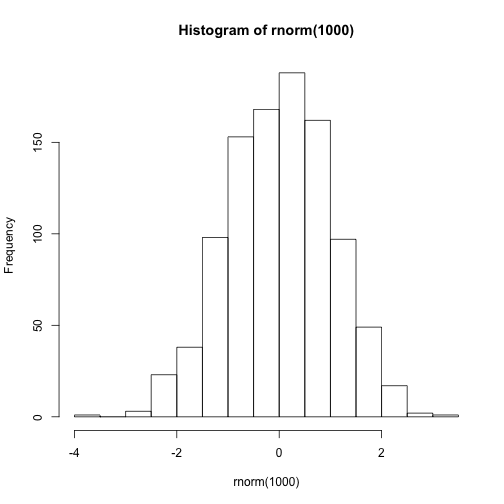 Histogram of rnorm(1000)
Frequency
150
100
50
0
-4 -2 0 2
rnorm(1000)